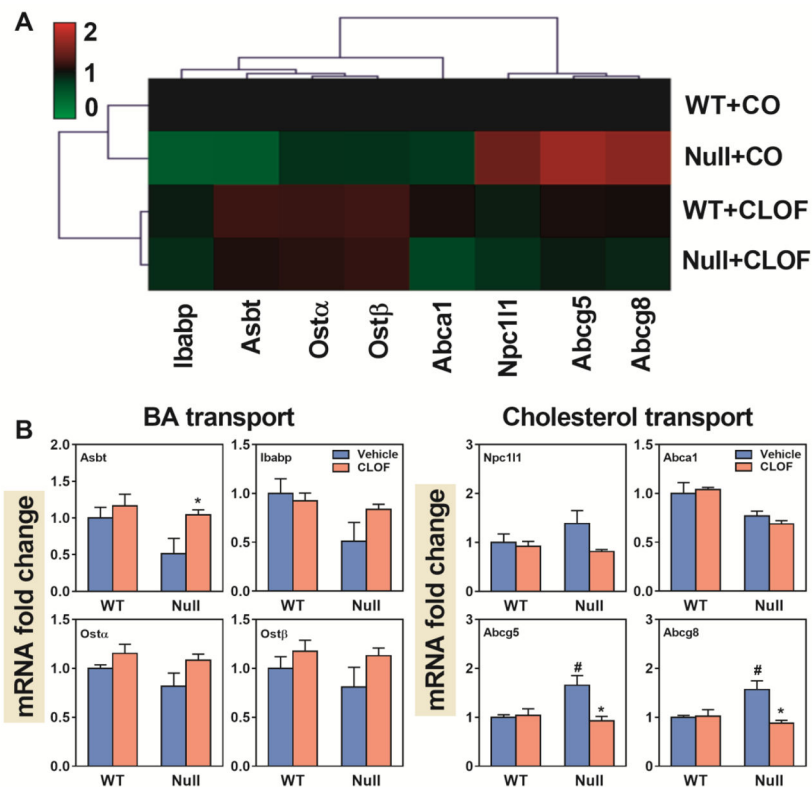 A
2
1
0
WT+CO
Null+CO
WT+CLOF
Null+CLOF
Ibabp
Asbt
Ostα
Ostβ
Abca1
Npc1l1
Abcg5
Abcg8
B
BA transport
Cholesterol transport
mRNA fold change
Asbt
2.0
1.5
1.0
0.5
0.0
*
WT
Null
Ibabp
Vehicle
CLOF
1.5
1.0
0.5
0.0
WT
Null
Ostα
1.5
1.0
0.5
0.0
WT
Null
Ostβ
1.5
1.0
0.5
0.0
WT
Null
mRNA fold change
Npc1l1
3
2
1
0
WT
Null
Abca1
Vehicle
CLOF
1.5
1.0
0.5
0.0
WT
Null
Abcg5
3
2
1
0
#
*
WT
Null
Abcg8
3
2
1
0
#
*
WT
Null